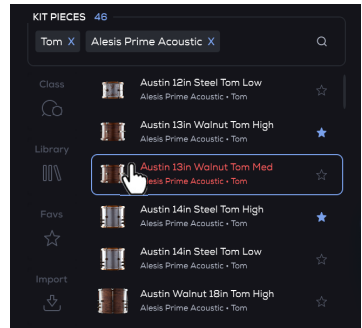 KIT PIECES 46
Tom X Alesis Prime Acoustic X
Class
Library
Favs
Import
Austin 12in Steel Tom Low
Alesis Prime Acoustic • Tom
Austin 13in Walnut Tom High
Alesis Prime Acoustic • Tom
Austin 13in Walnut Tom Med
Alesis Prime Acoustic • Tom
Austin 14in Steel Tom High
Alesis Prime Acoustic • Tom
Austin 14in Steel Tom Low
Alesis Prime Acoustic • Tom
Austin Walnut 18in Tom High
Alesis Prime Acoustic • Tom